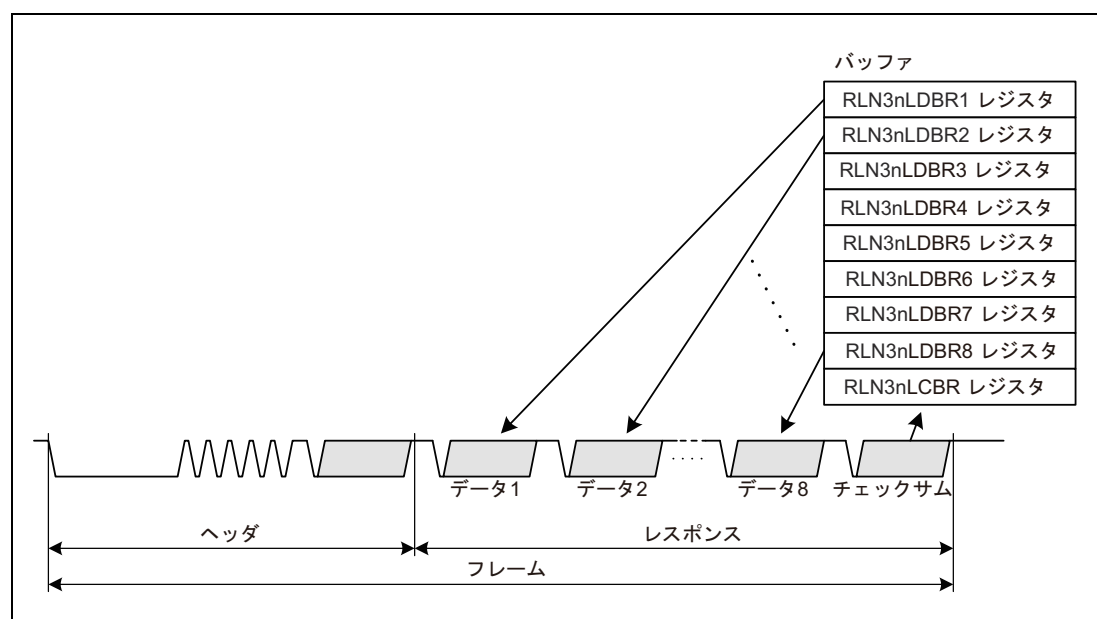 バッファ
RLN3nLDBR1 レジスタ
RLN3nLDBR2 レジスタ
RLN3nLDBR3 レジスタ
RLN3nLDBR4 レジスタ
RLN3nLDBR5 レジスタ
RLN3nLDBR6 レジスタ
RLN3nLDBR7 レジスタ
RLN3nLDBR8 レジスタ
RLN3nLCBR レジスタ
データ1 データ2 データ8 チェックサム
ヘッダ レスポンス
フレーム